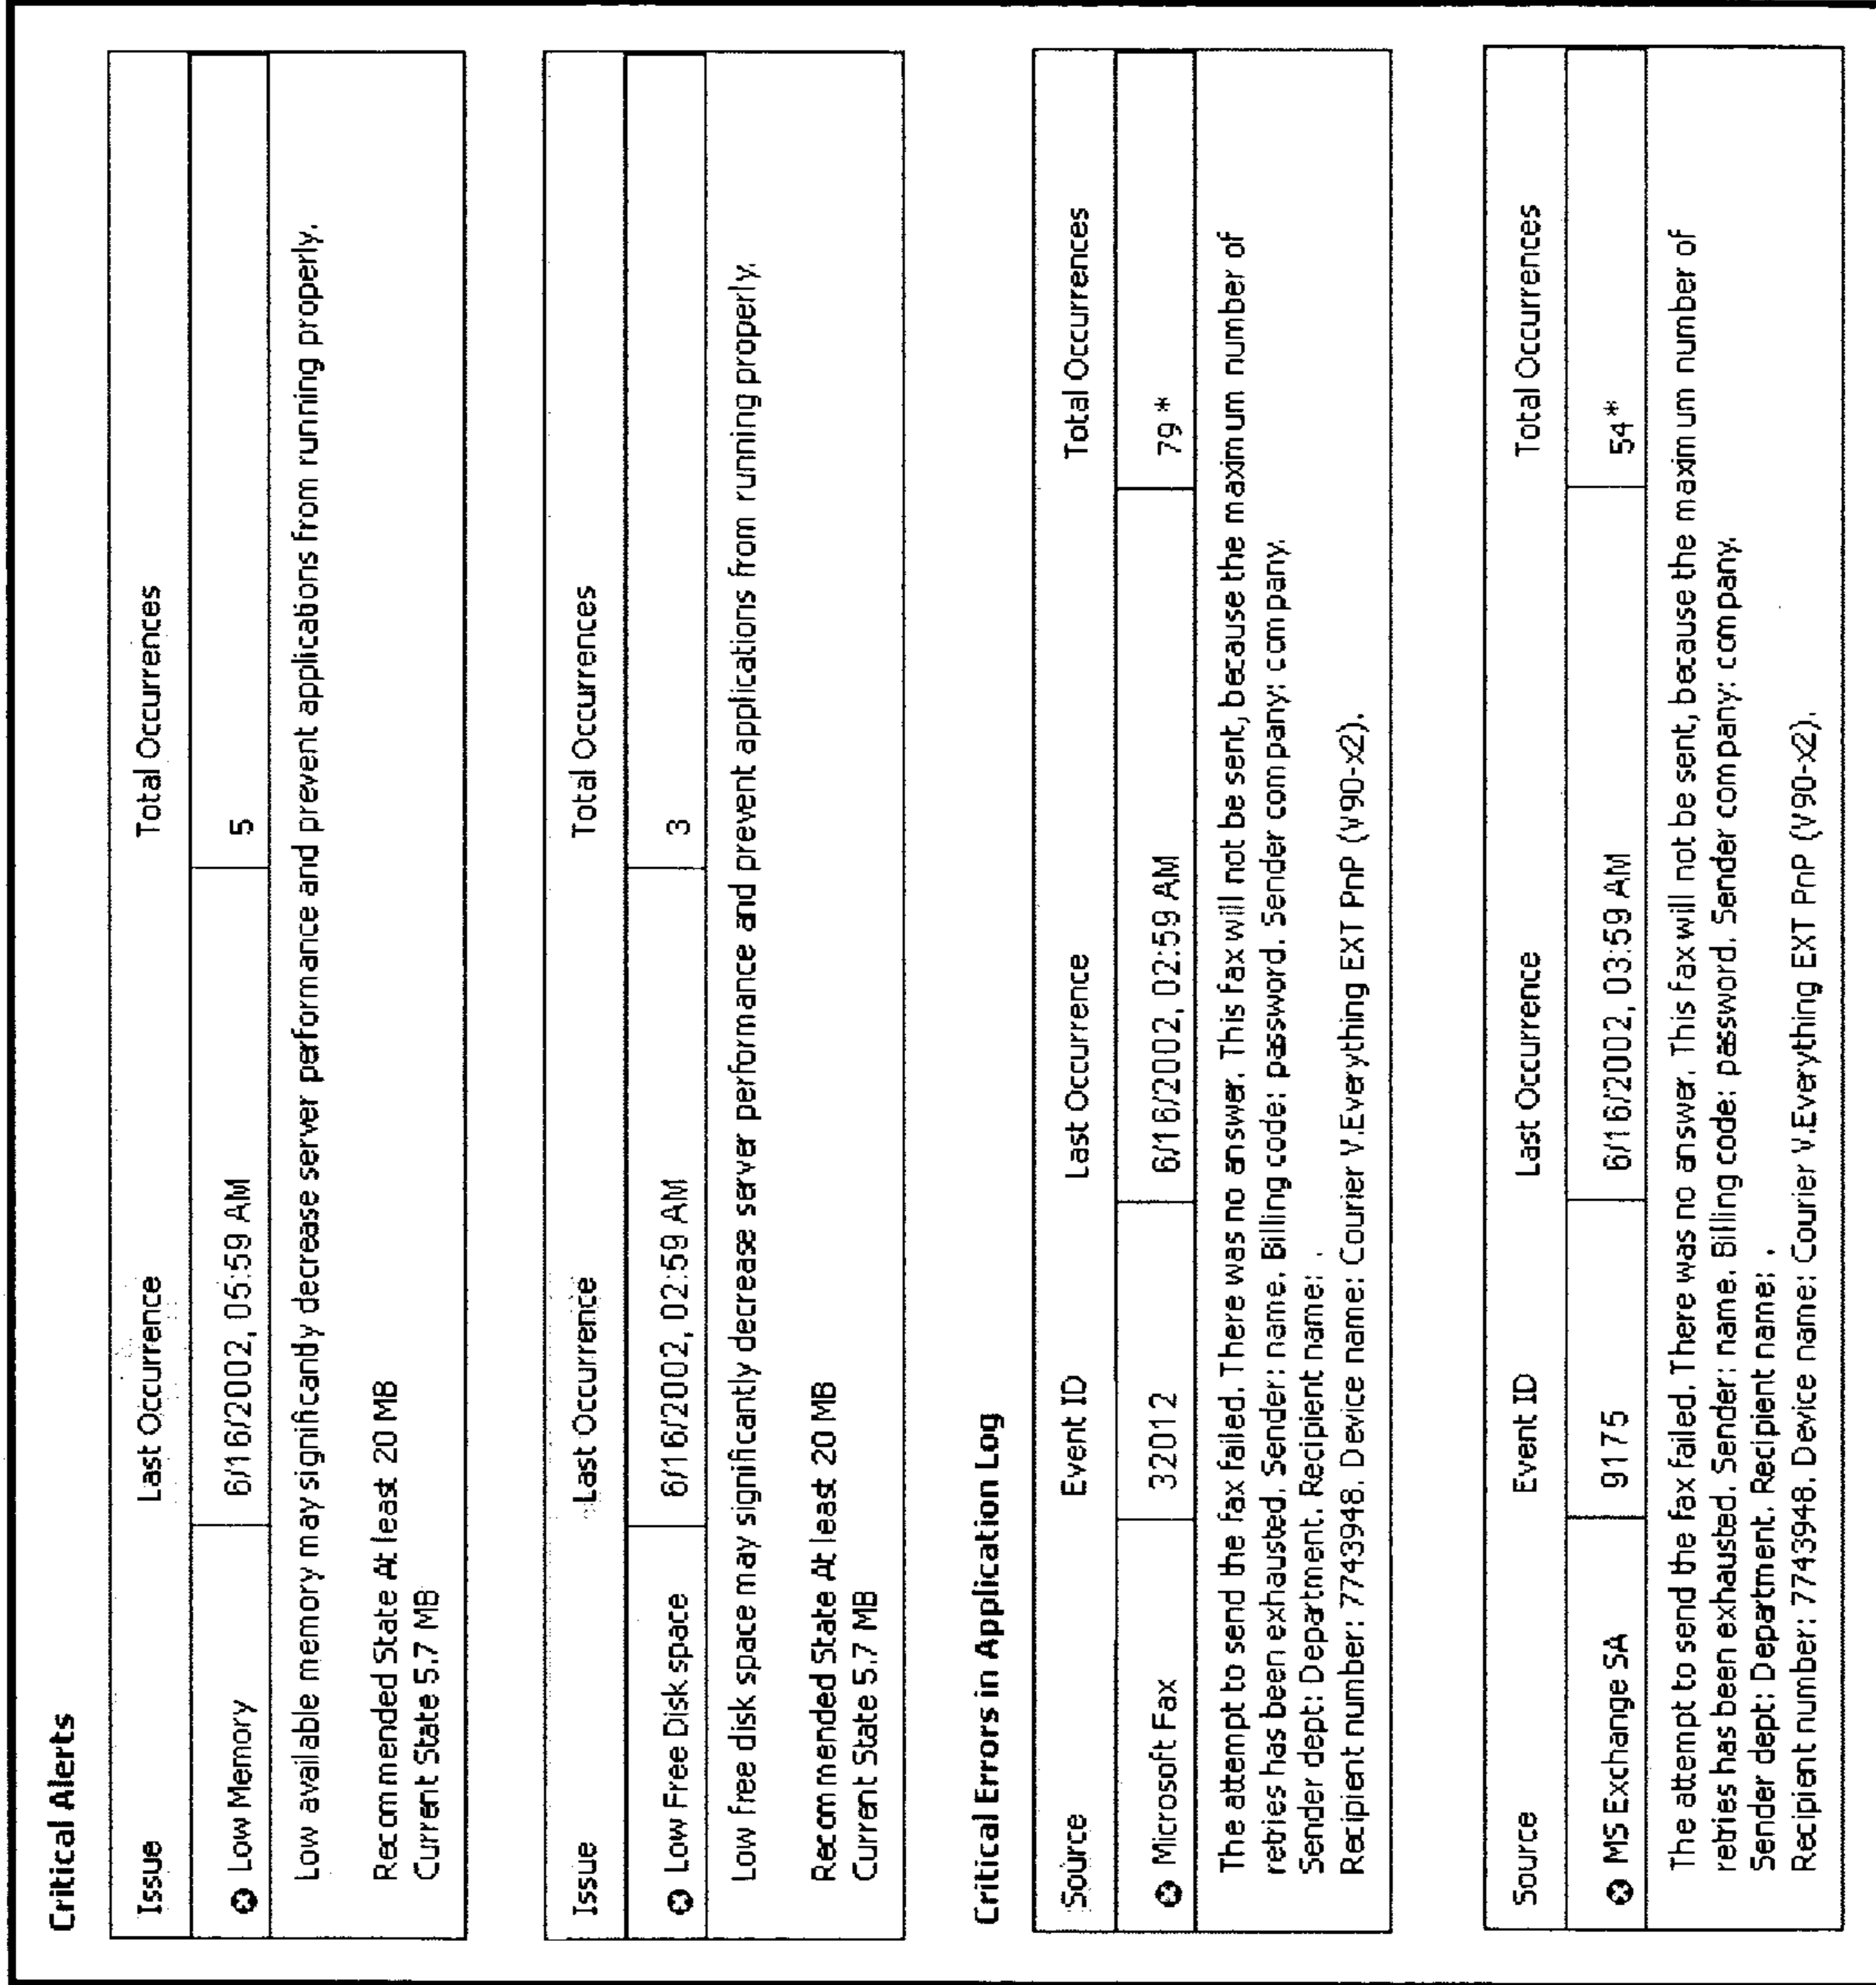 Critical Alerts
Issue Last Occurrence Total Occurrences
Low Memory 6/16/2002, 05:59 AM 5
Low available memory may significantly decrease server performance and prevent applications from running properly.
Recommended State At least 20 MB
Current State 5.7 MB
Issue Last Occurrence Total Occurrences
Low Free Disk space 6/16/2002, 02:59 AM 3
Low free disk space may significantly decrease server performance and prevent applications from running properly.
Recommended State At least 20 MB
Current State 5.7 MB
Critical Errors in Application Log
Source Event ID Last Occurrence Total Occurrences
Microsoft Fax 32012 6/16/2002, 02:59 AM 79*
The attempt to send the fax failed. There was no answer. This fax will not be sent, because the maximum number of
retries has been exhausted. Sender: name. Billing code: password. Sender company: company.
Sender dept: Department. Recipient name: .
Recipient number: 7743948. Device name: Courier V.Everything EXT PnP (V90-x2).
Source Event ID Last Occurrence Total Occurrences
MS Exchange SA 9175 6/16/2002, 03:59 AM 54*
The attempt to send the fax failed. There was no answer. This fax will not be sent, because the maximum number of
retries has been exhausted. Sender: name. Billing code: password. Sender company: company.
Sender dept: Department. Recipient name: .
Recipient number: 7743948. Device name: Courier V.Everything EXT PnP (V90-x2).